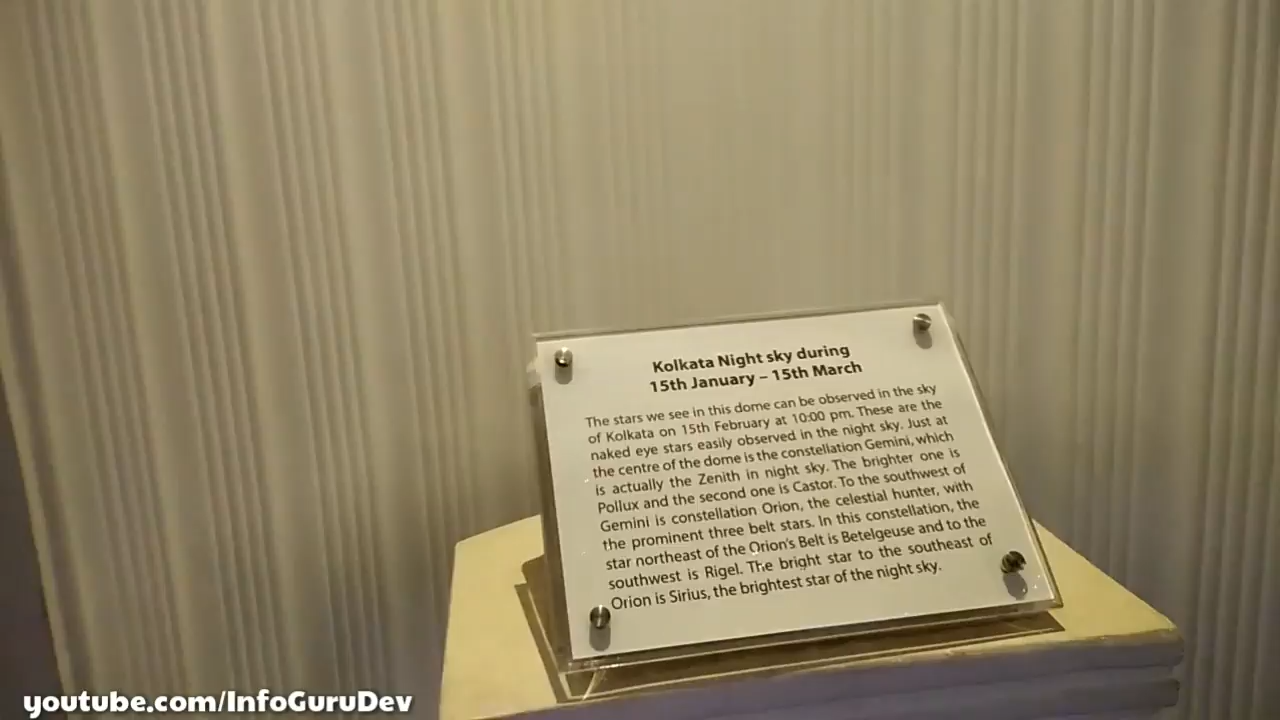 Kolkata Night sky during
15th January – 15th March
The stars we see in this dome can be observed in the sky
of Kolkata on 15th February at 10:00 pm. These are the
naked eye stars easily observed in the night sky. Just at
the centre of the dome is the constellation Gemini, which
is actually the Zenith in night sky. The brighter one is
Pollux and the second one is Castor. To the southwest of
Gemini is constellation Orion, the celestial hunter, with
the prominent three belt stars. In this constellation, the
star northeast of the Orion's Belt is Betelgeuse and to the
southwest is Rigel. The bright star to the southeast of
Orion is Sirius, the brightest star of the night sky.
youtube.com/InfoGuruDev